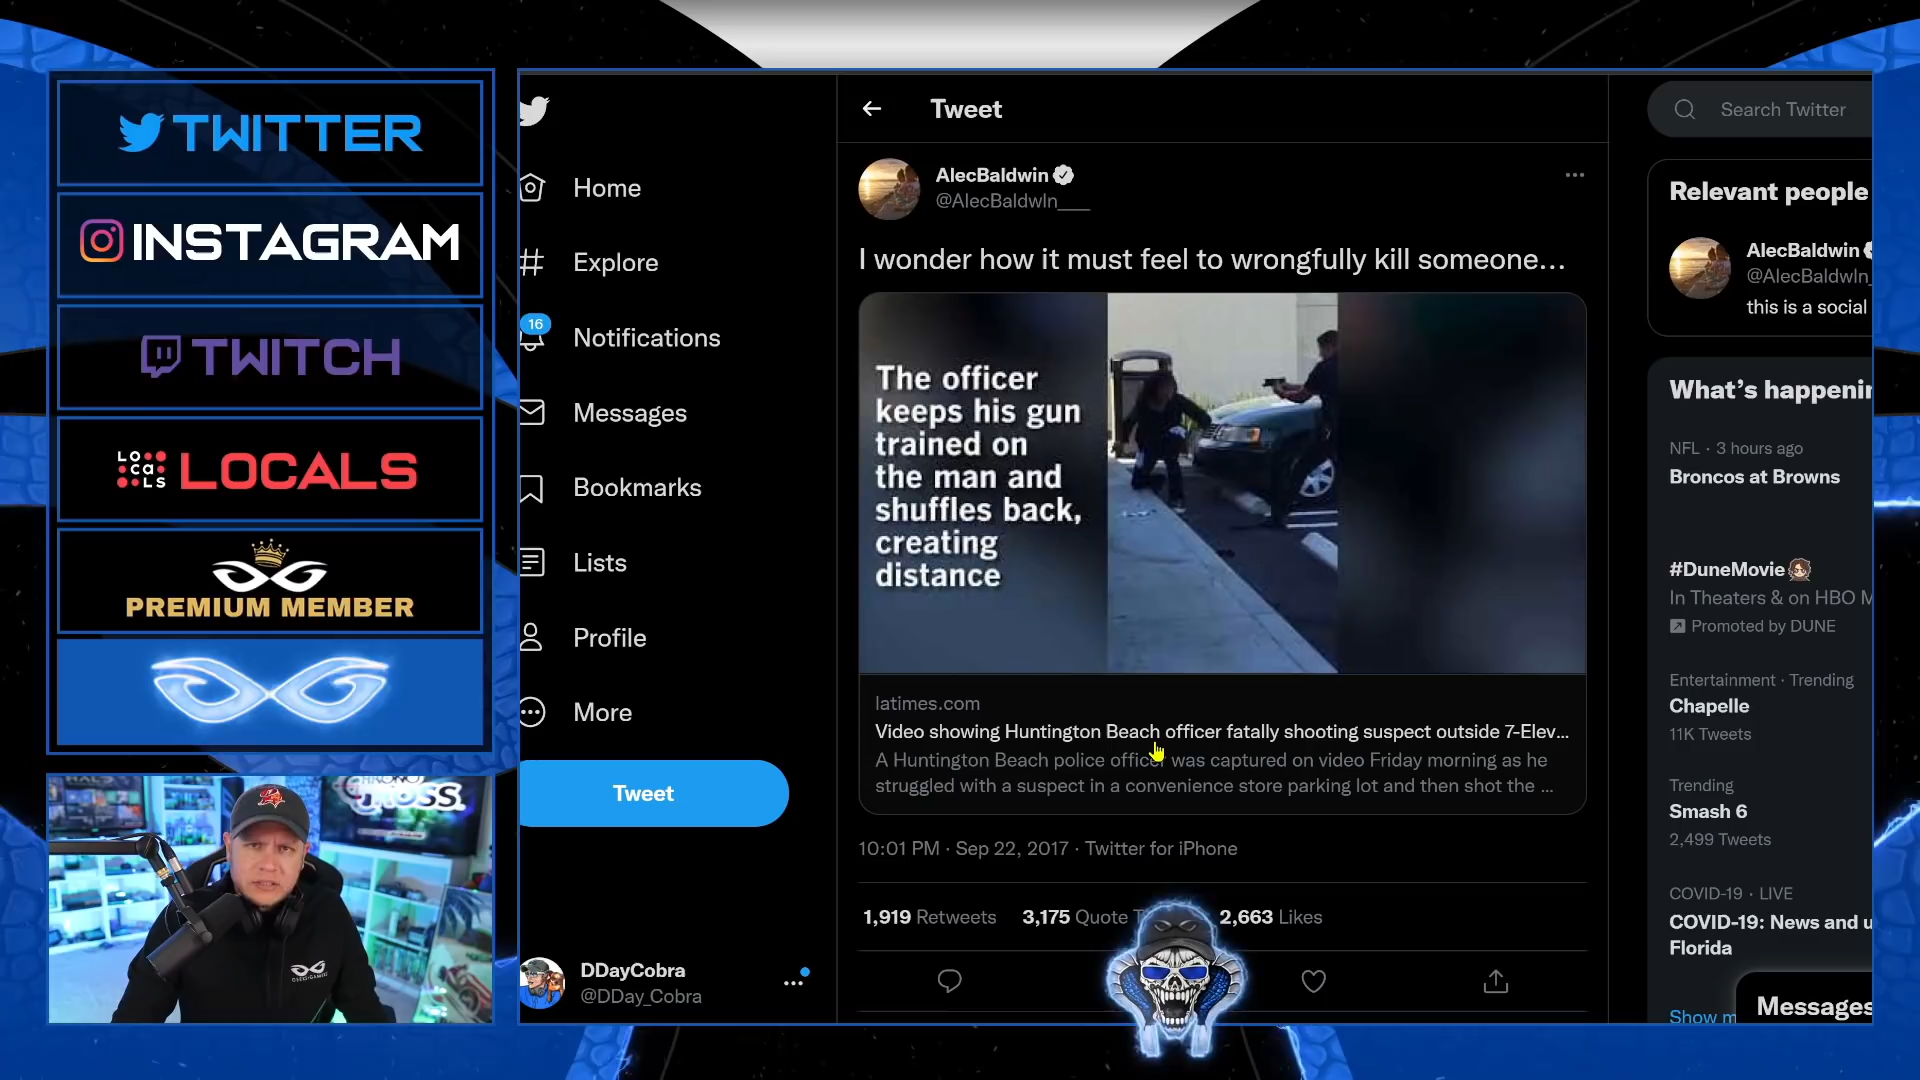 TWITTER
INSTAGRAM
TWITCH
LOCALS
LOCALS
PREMIUM MEMBER
CROSS
Home
Explore
16
Notifications
Messages
Bookmarks
Lists
Profile
More
Tweet
DDayCobra
@DDay_Cobra
Tweet
AlecBaldwin
@AlecBaldwln____
I wonder how it must feel to wrongfully kill someone...
The officer
keeps his gun
trained on
the man and
shuffles back,
creating
distance
latimes.com
Video showing Huntington Beach officer fatally shooting suspect outside 7-Elev...
A Huntington Beach police officer was captured on video Friday morning as he
struggled with a suspect in a convenience store parking lot and then shot the ...
10:01 PM · Sep 22, 2017 · Twitter for iPhone
1,919 Retweets 3,175 Quote 2,663 Likes
Search Twitter
Relevant people
AlecBaldwin
@AlecBaldwln_
this is a social
What's happenin
NFL · 3 hours ago
Broncos at Browns
#DuneMovie
In Theaters & on HBO M
Promoted by DUNE
Entertainment · Trending
Chapelle
11K Tweets
Trending
Smash 6
2,499 Tweets
COVID-19 · LIVE
COVID-19: News and u
Florida
Show m
Messages